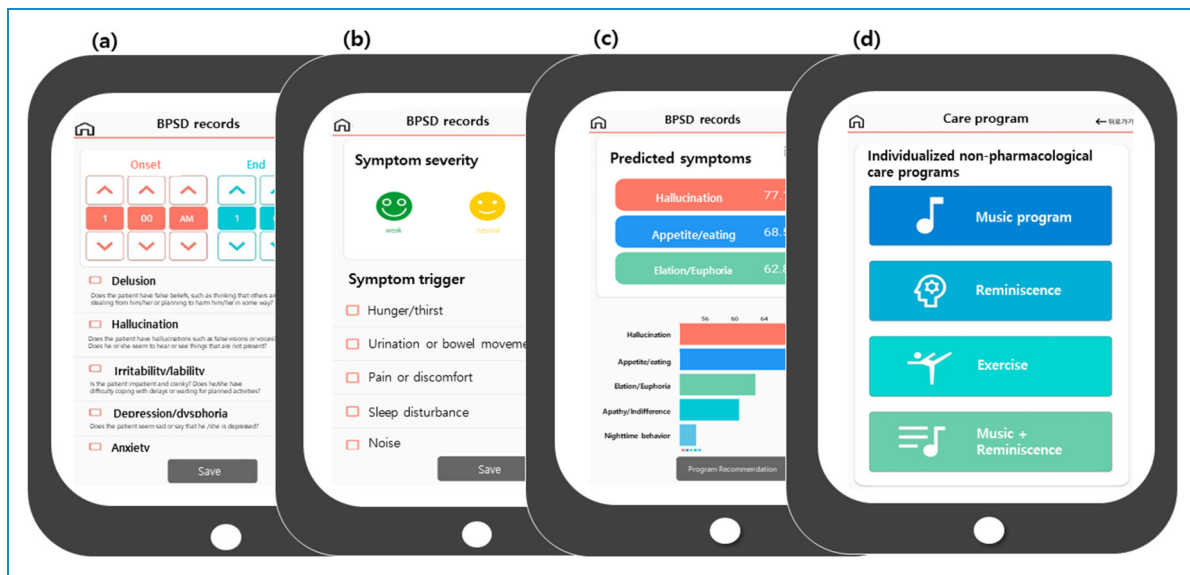 (a)
BPSD records
Onset
End
1
00
AM
1
Delusion
Does the patient have false beliefs, such as thinking that others a
stealing from him/her or planning to harm him/her in some way?
Hallucination
Does the patient have hallucinations such as false visions or voices?
Does he or she seem to hear or see things that are not present?
Irritability/lability
Is the patient impatient and cranky? Does he/she have
difficulty coping with delays or waiting for planned activities?
Depression/dysphoria
Does the patient seem sad or say that he /she is depressed?
Anxiety
Save
(b)
BPSD records
Symptom severity
weak
neutral
Symptom trigger
Hunger/thirst
Urination or bowel moveme
Pain or discomfort
Sleep disturbance
Noise
Save
(c)
BPSD records
Predicted symptoms
Hallucination 77.
Appetite/eating 68.
Elation/Euphoria 62.
56 60 64
Hallucination
Appetite/eating
Elation/Euphoria
Apathy/Indifference
Nighttime behavior
Program Recommendation
(d)
Care program
뒤로가기
Individualized non-pharmacological
care programs
Music program
Reminiscence
Exercise
Music +
Reminiscence